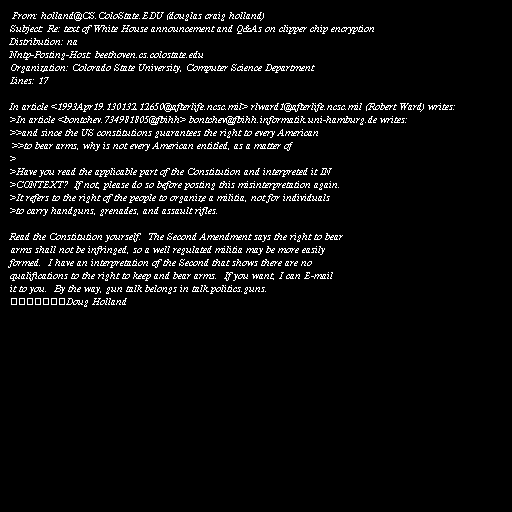 From: holland@CS.ColoState.EDU (douglas craig holland)
Subject: Re: text of White House announcement and Q&As on clipper chip encryption
Distribution: na
Nntp-Posting-Host: beethoven.cs.colostate.edu
Organization: Colorado State University, Computer Science Department
Lines: 17

In article <1993Apr19.130132.12650@afterlife.ncsc.mil> rlward1@afterlife.ncsc.mil (Robert Ward) writes:
>In article <bontchev.734981805@fbihh> bontchev@fbihh.informatik.uni-hamburg.de writes:
>>and since the US constitutions guarantees the right to every American
>>to bear arms, why is not every American entitled, as a matter of
>
>Have you read the applicable part of the Constitution and interpreted it IN
>CONTEXT?  If not, please do so before posting this misinterpretation again.
>It refers to the right of the people to organize a militia, not for individuals
>to carry handguns, grenades, and assault rifles.

Read the Constitution yourself.  The Second Amendment says the right to bear
arms shall not be infringed, so a well regulated militia may be more easily
formed.  I have an interpretation of the Second that shows there are no
qualifications to the right to keep and bear arms.  If you want, I can E-mail
it to you.  By the way, gun talk belongs in talk.politics.guns.
Doug Holland